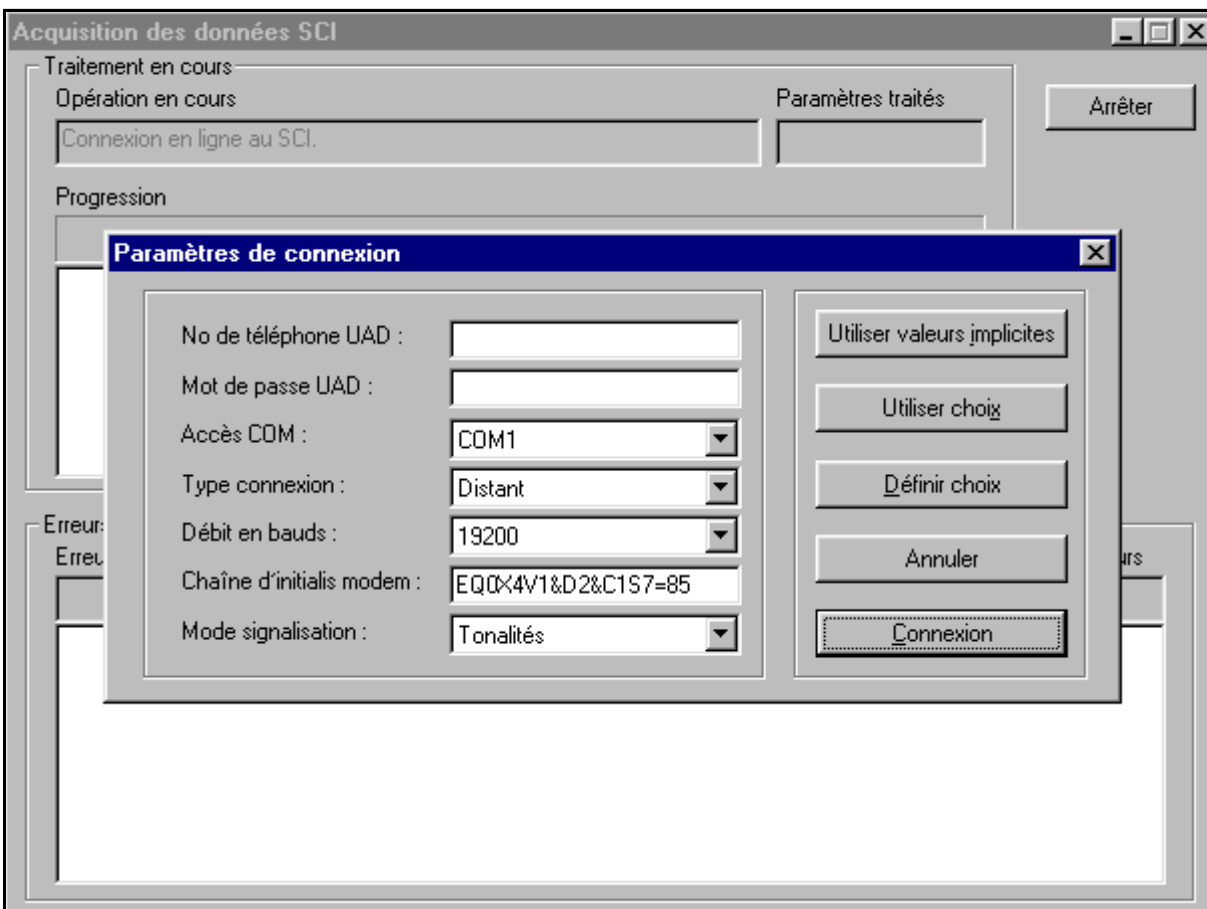 Acquisition des données SCI
Traitement en cours
Opération en cours
Paramètres traités
Arrêter
Connexion en ligne au SCI.
Progression
Paramètres de connexion
No de téléphone UAD :
Utiliser valeurs implicites
Mot de passe UAD :
Utiliser choix
Accès COM :
COM1
Type connexion :
Distant
Définir choix
Débit en bauds :
19200
Annuler
Chaîne d'initialis modem :
EQ0X4V1&D2&C1S7=85
Mode signalisation :
Tonalités
Connexion